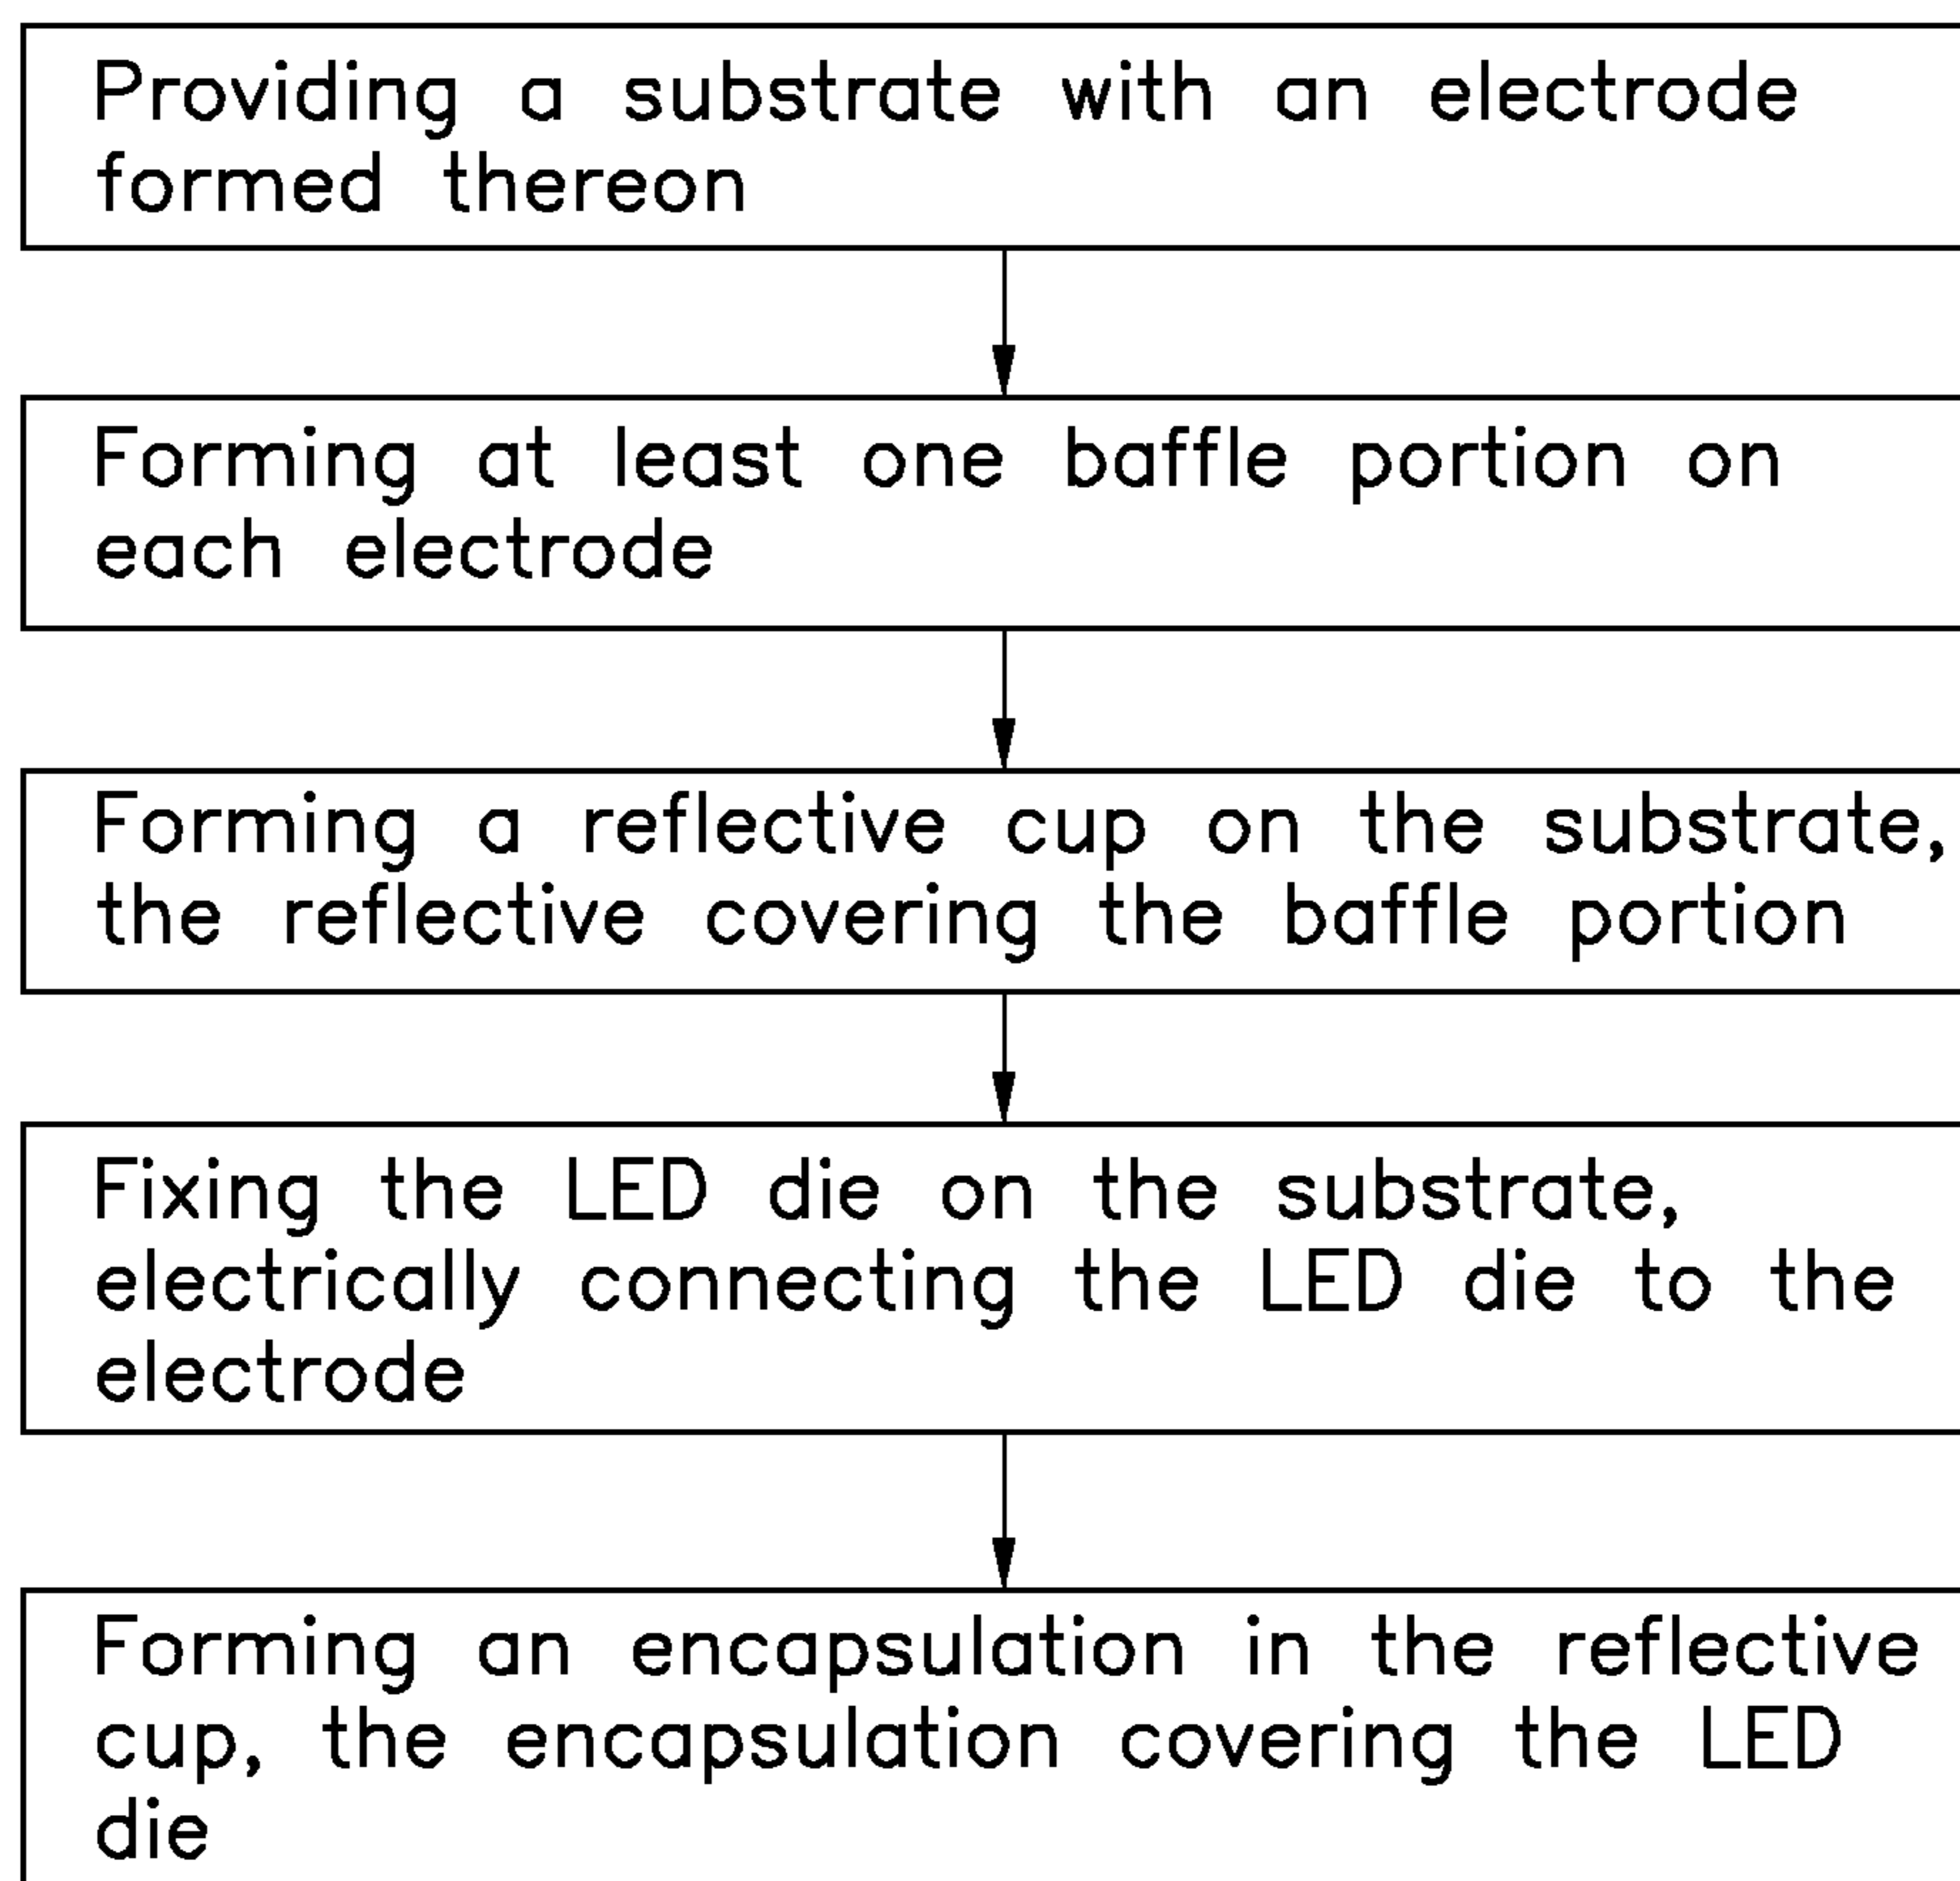 Providing a substrate with an electrode
formed thereon
Forming at least one baffle portion on
each electrode
Forming a reflective cup on the substrate,
the reflective covering the baffle portion
Fixing the LED die on the substrate,
electrically connecting the LED die to the
electrode
Forming an encapsulation in the reflective
cup, the encapsulation covering the LED
die